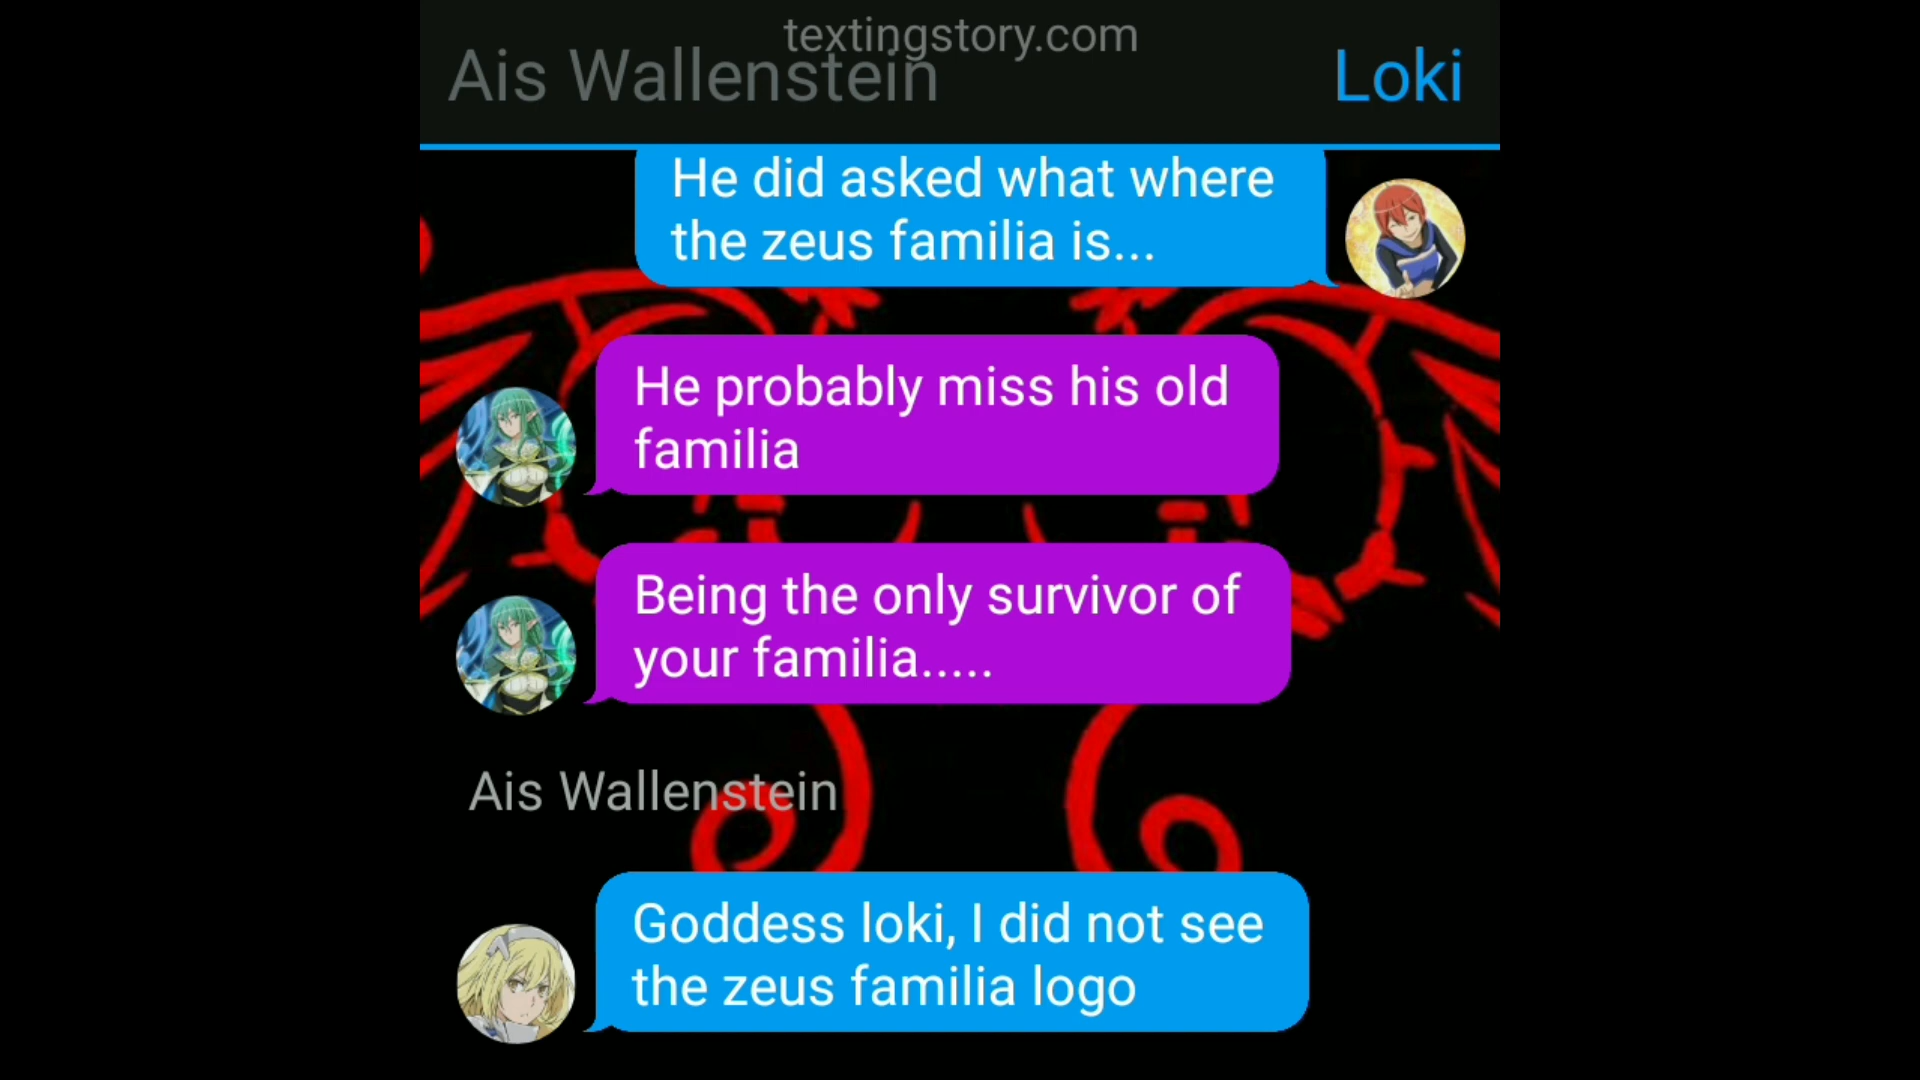 textingstory.com
Ais Wallenstein
Loki
He did asked what where
the zeus familia is...
He probably miss his old
familia
Being the only survivor of
your familia.....
Ais Wallenstein
Goddess loki, I did not see
the zeus familia logo